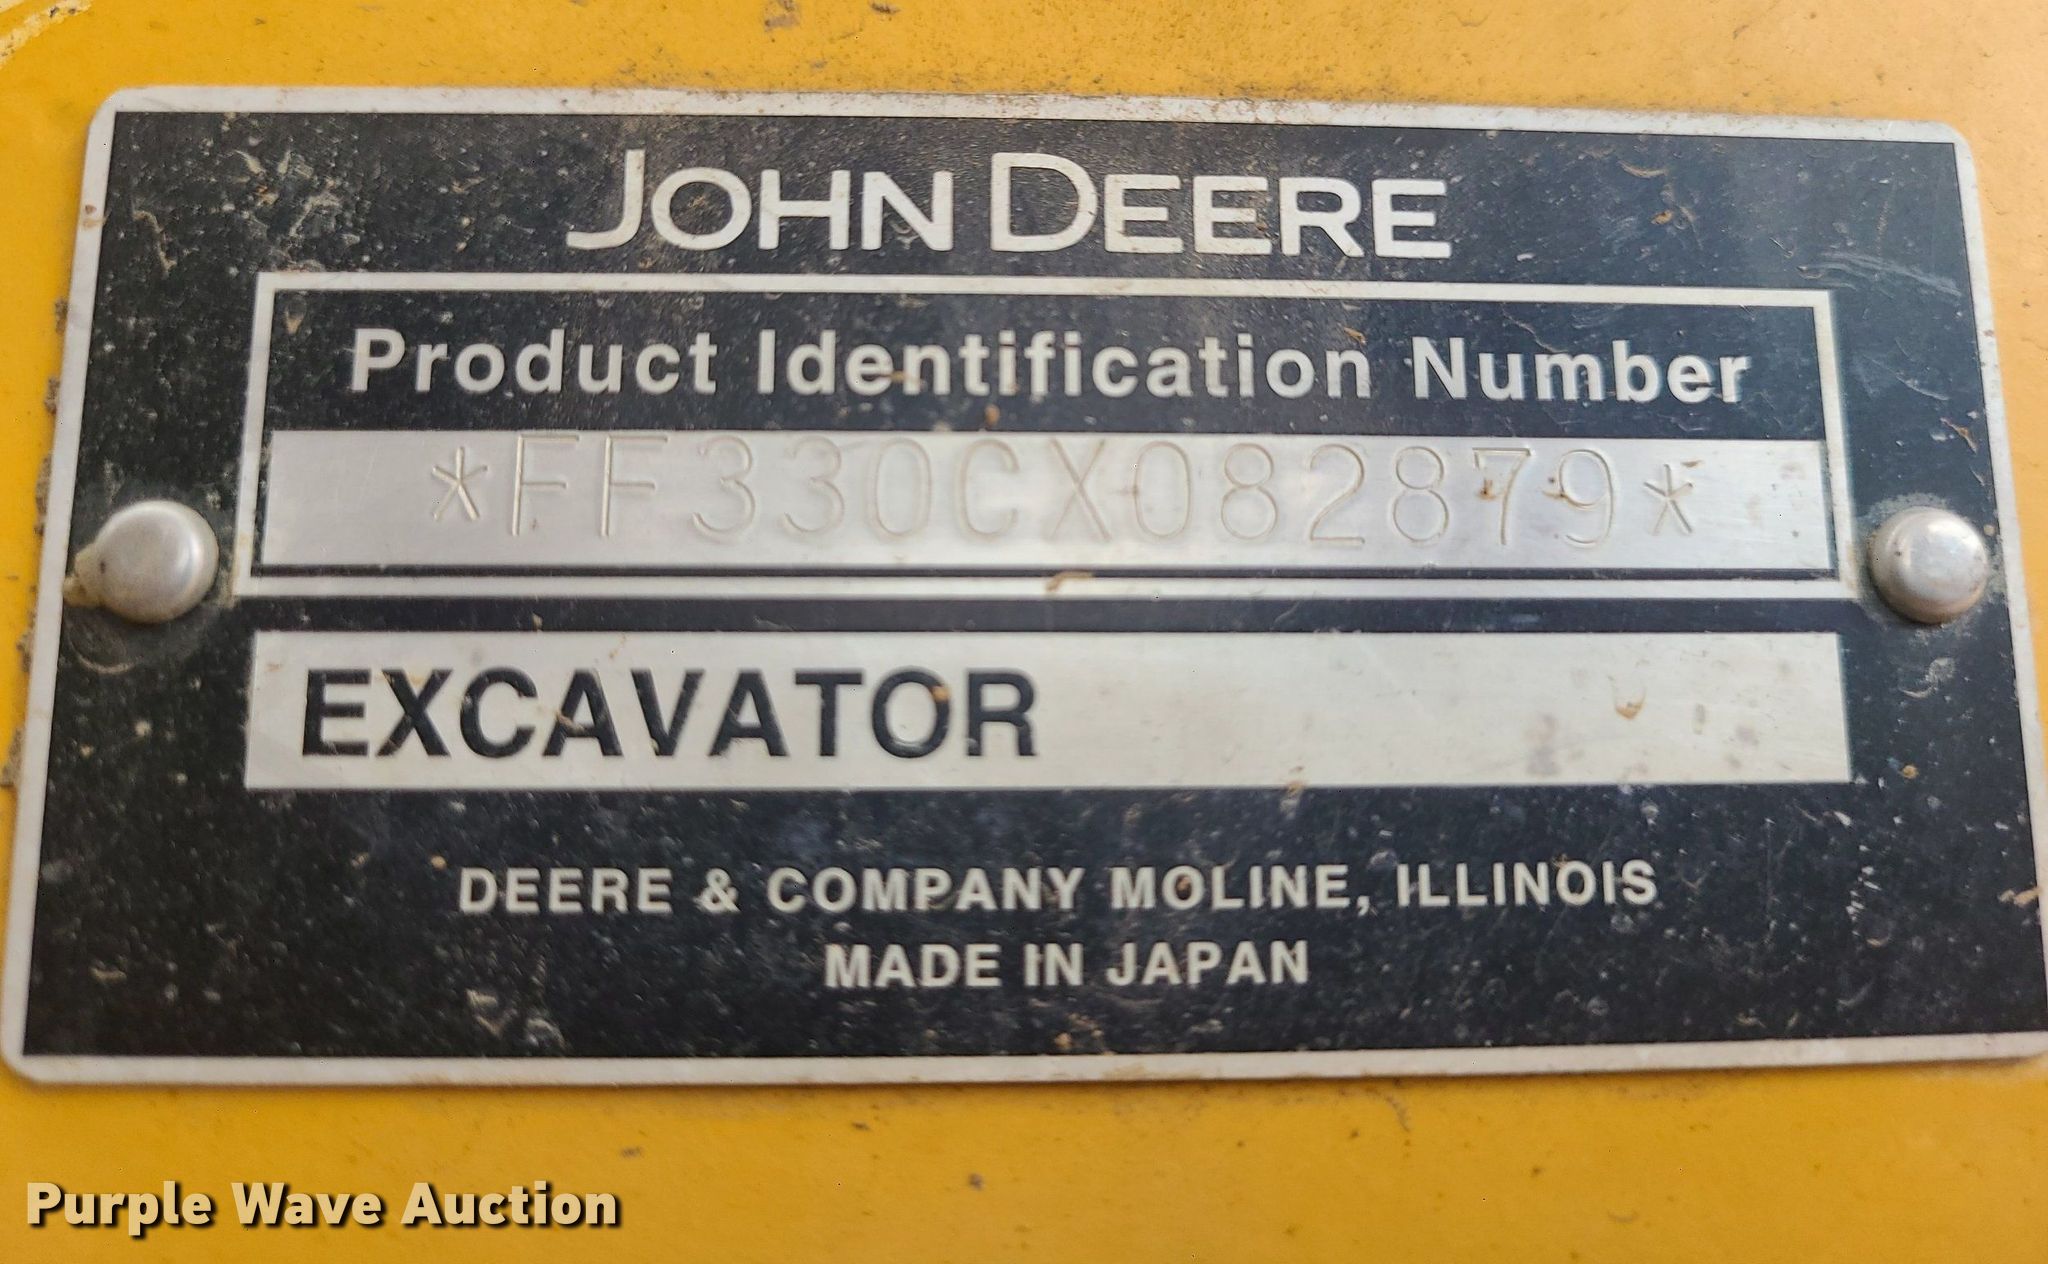 JOHN DEERE
Product Identification Number
*FF330CX082879*
EXCAVATOR
DEERE & COMPANY MOLINE, ILLINOIS
MADE IN JAPAN
Purple Wave Auction